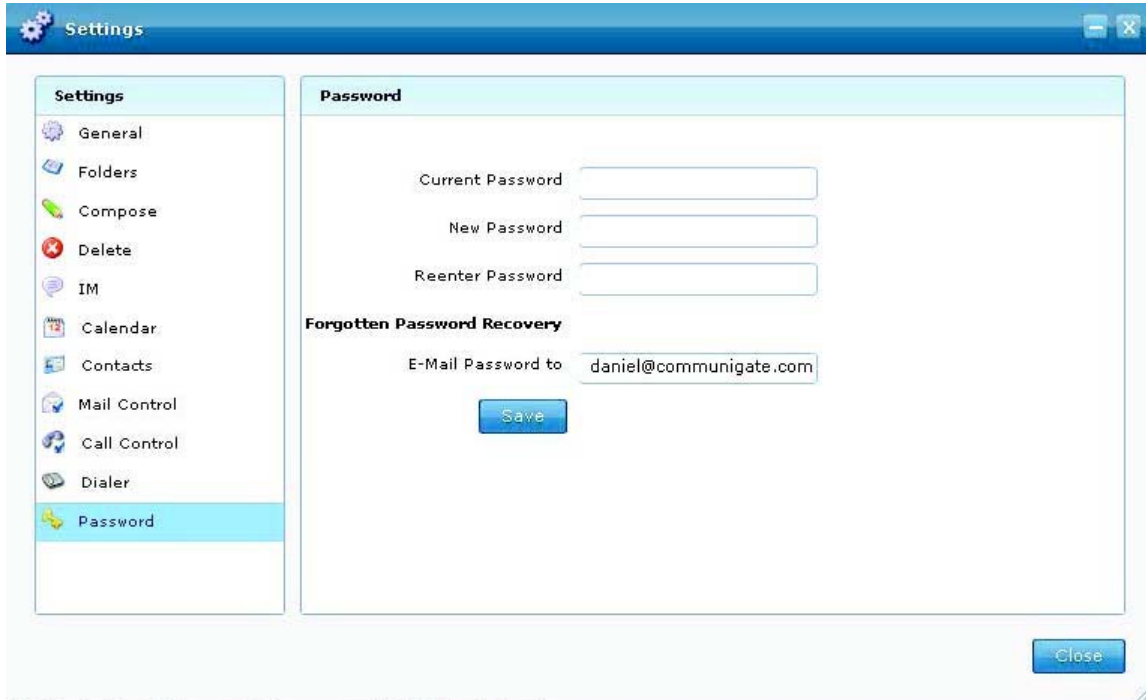 Settings
Settings
General
Folders
Compose
Delete
IM
12
Calendar
Contacts
Mail Control
Call Control
Dialer
Password
Password
Current Password
New Password
Reenter Password
Forgotten Password Recovery
E-Mail Password to
daniel@communigate.com
Save
Close